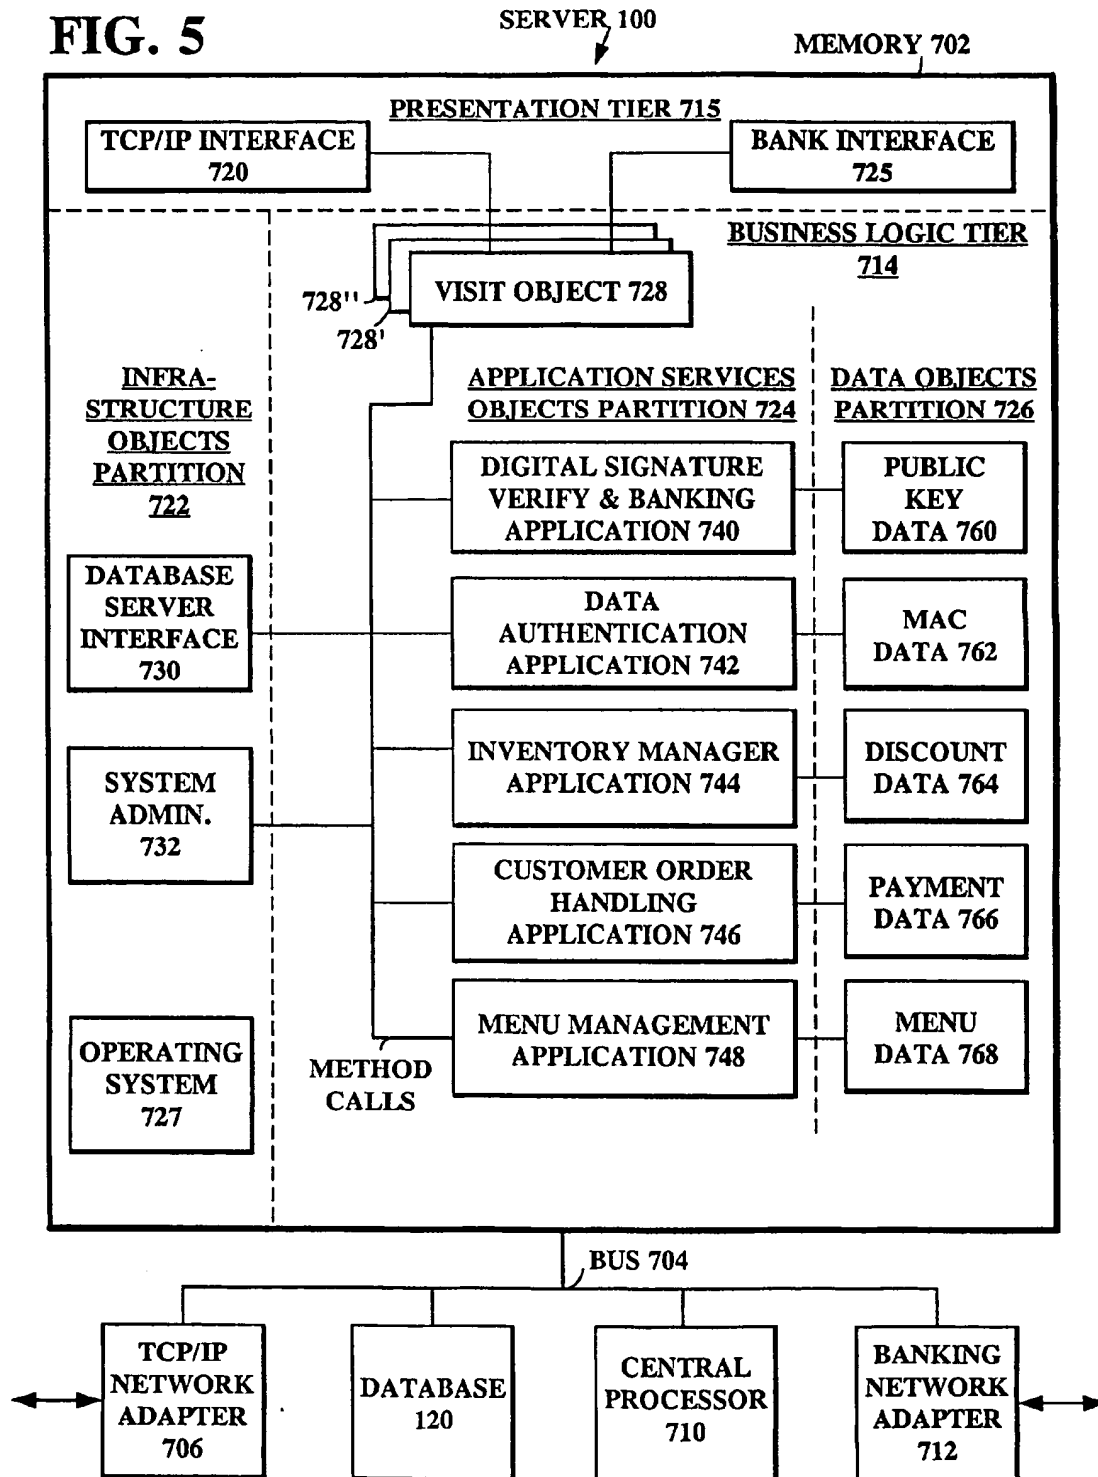 FIG. 5
SERVER 100
MEMORY 702
PRESENTATION TIER 715
TCP/IP INTERFACE
720
BANK INTERFACE
725
BUSINESS LOGIC TIER
714
VISIT OBJECT 728
728''
728'
INFRA-
STRUCTURE
OBJECTS
PARTITION
722
APPLICATION SERVICES
OBJECTS PARTITION 724
DATA OBJECTS
PARTITION 726
DIGITAL SIGNATURE
VERIFY & BANKING
APPLICATION 740
PUBLIC
KEY
DATA 760
DATABASE
SERVER
INTERFACE
730
DATA
AUTHENTICATION
APPLICATION 742
MAC
DATA 762
SYSTEM
ADMIN.
732
INVENTORY MANAGER
APPLICATION 744
DISCOUNT
DATA 764
CUSTOMER ORDER
HANDLING
APPLICATION 746
PAYMENT
DATA 766
OPERATING
SYSTEM
727
METHOD
CALLS
MENU MANAGEMENT
APPLICATION 748
MENU
DATA 768
BUS 704
TCP/IP
NETWORK
ADAPTER
706
DATABASE
120
CENTRAL
PROCESSOR
710
BANKING
NETWORK
ADAPTER
712